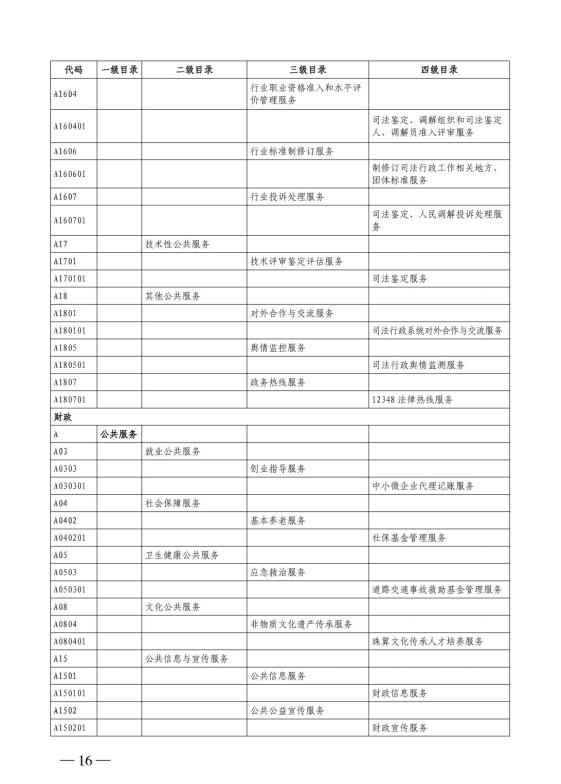 代码 一级目录 二级目录 三级目录 四级目录
A1604 行业职业资格准入和水平评
价管理服务
A160401 司法鉴定、调解组织和司法鉴定
人、调解员准入评审服务
A1606 行业标准制修订服务
A160601 制修订司法行政工作相关地方、
团体标准服务
A1607 行业投诉处理服务
A160701 司法鉴定、人民调解投诉处理服
务
A17 技术性公共服务
A1701 技术评审鉴定评估服务
A170101 司法鉴定服务
A18 其他公共服务
A1801 对外合作与交流服务
A180101 司法行政系统对外合作与交流服务
A1805 舆情监控服务
A180501 司法行政舆情监测服务
A1807 政务热线服务
A180701 12348 法律热线服务
财政
A 公共服务
A03 就业公共服务
A0303 创业指导服务
A030301 中小微企业代理记账服务
A04 社会保障服务
A0402 基本养老服务
A040201 社保基金管理服务
A05 卫生健康公共服务
A0503 应急救治服务
A050301 道路交通事故救助基金管理服务
A08 文化公共服务
A0804 非物质文化遗产传承服务
A080401 珠算文化传承人才培养服务
A15 公共信息与宣传服务
A1501 公共信息服务
A150101 财政信息服务
A1502 公共公益宣传服务
A150201 财政宣传服务
— 16 —